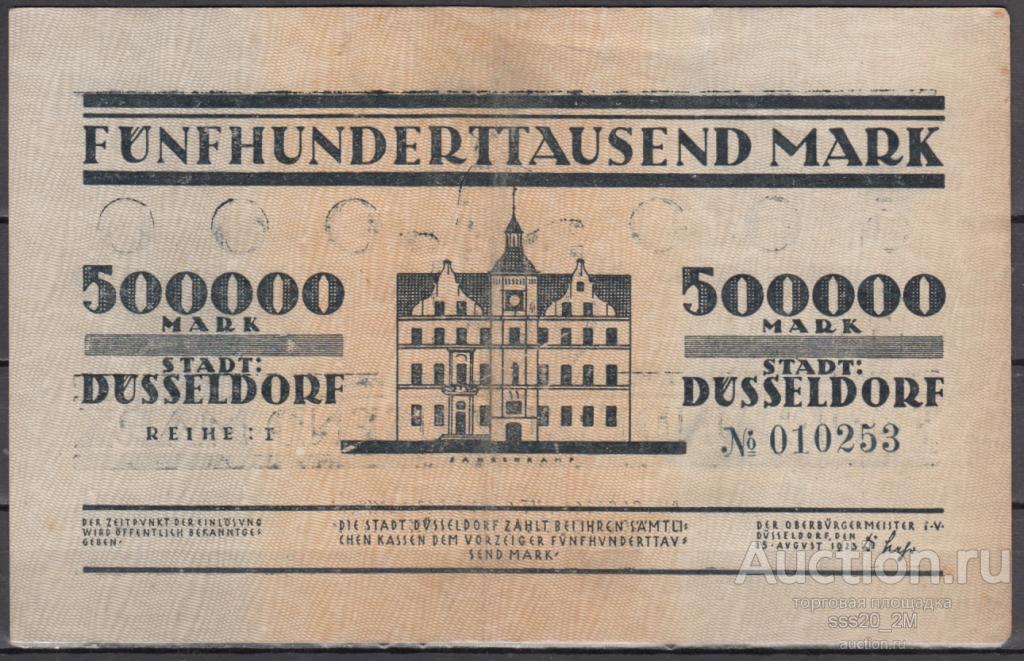 FÜNFHUNDERTTAUSEND MARK
500000
MARK
STADT:
DÜSSELDORF
REIHE: I
500000
MARK
STADT:
DÜSSELDORF
№ 010253
DER ZEITPUNKT DER EINLÖSUNG
WIRD ÖFFENTLICH BEKANNTGE-
GEBEN.
DIE STADT DÜSSELDORF ZAHLT BEI IHREN SÄMTLI-
CHEN KASSEN DEM VORZEIGER FÜNFHUNDERTTAU-
SEND MARK.
DER OBERBÜRGERMEISTER I.V.
DÜSSELDORF, DEN
15. AUGUST 1923
Auction.ru
торговая площадка
sss20_2M
auction.ru